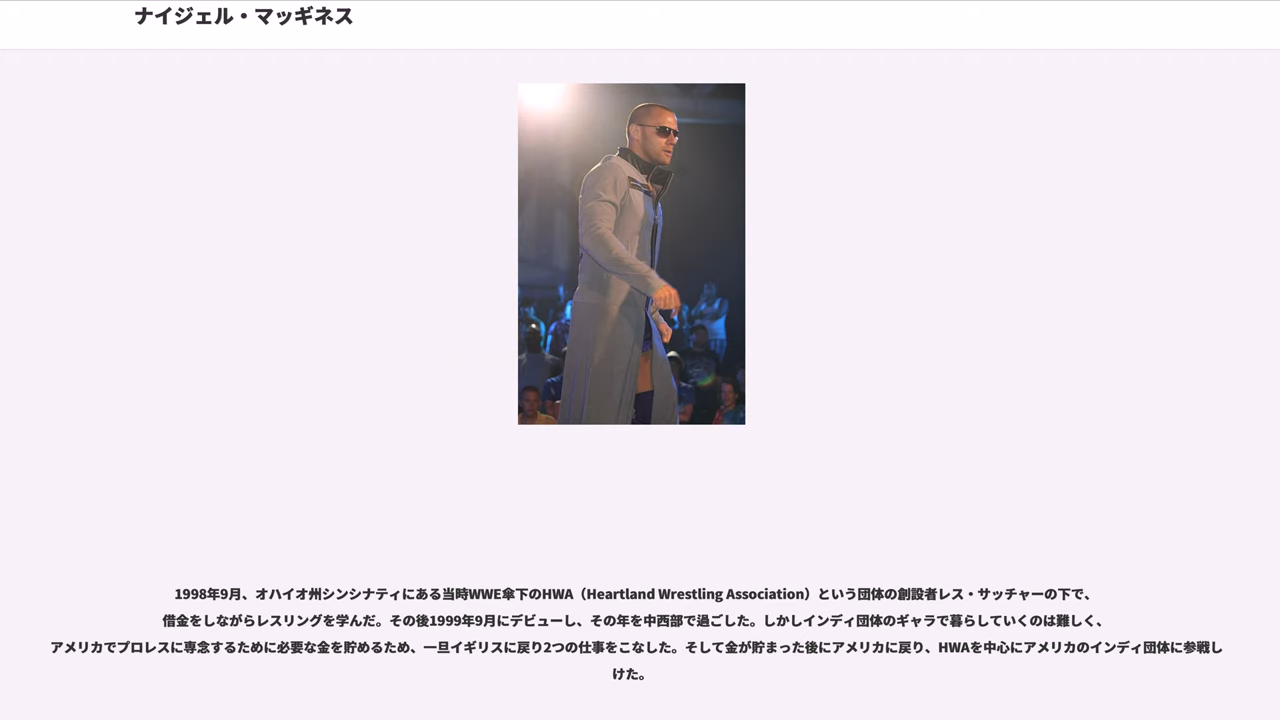 ナイジェル・マッギネス
1998年9月、オハイオ州シンシナティにある当時WWE傘下のHWA（Heartland Wrestling Association）という団体の創設者レス・サッチャーの下で、
借金をしながらレスリングを学んだ。その後1999年9月にデビューし、その年を中西部で過ごした。しかしインディ団体のギャラで暮らしていくのは難しく、
アメリカでプロレスに専念するために必要な金を貯めるため、一旦イギリスに戻り2つの仕事をこなした。そして金が貯まった後にアメリカに戻り、HWAを中心にアメリカのインディ団体に参戦し
けた。